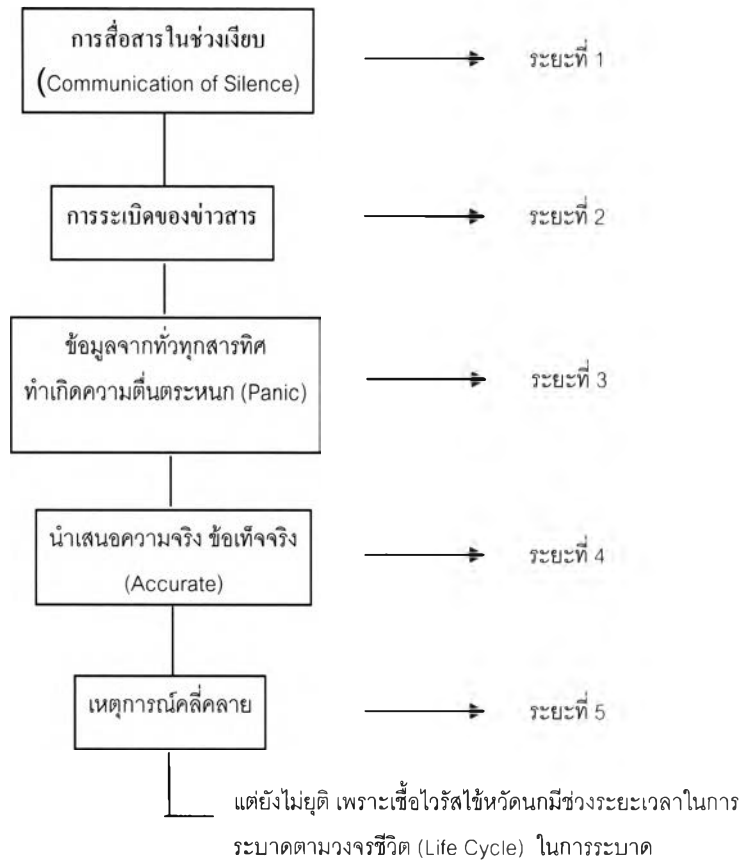 การสื่อสารในช่วงเงียบ
(Communication of Silence)
ระยะที่ 1
การระเบิดของข่าวสาร
ระยะที่ 2
ข้อมูลจากทั่วทุกสารทิศ
ทำเกิดความตื่นตระหนก (Panic)
ระยะที่ 3
นำเสนอความจริง ข้อเท็จจริง
(Accurate)
ระยะที่ 4
เหตุการณ์คลี่คลาย
ระยะที่ 5
แต่ยังไม่ยุติ เพราะเชื้อไวรัสไข้หวัดนกมีช่วงระยะเวลาในการ
ระบาดตามวงจรชีวิต (Life Cycle) ในการระบาด